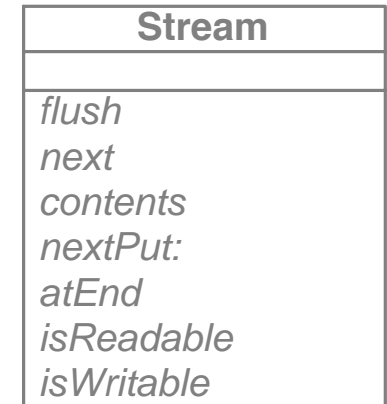 Stream
flush
next
contents
nextPut:
atEnd
isReadable
isWritable